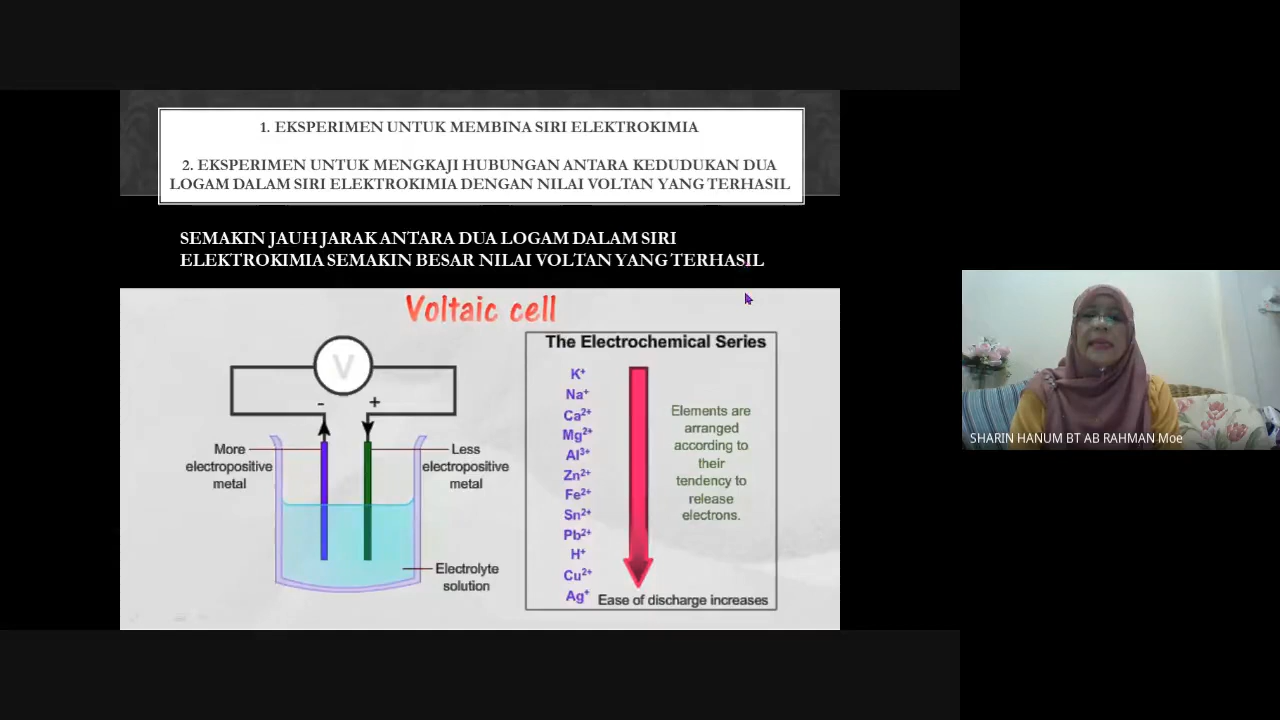 1. EKSPERIMEN UNTUK MEMBINA SIRI ELEKTROKIMIA
2. EKSPERIMEN UNTUK MENGKAJI HUBUNGAN ANTARA KEDUDUKAN DUA
LOGAM DALAM SIRI ELEKTROKIMIA DENGAN NILAI VOLTAN YANG TERHASIL
SEMAKIN JAUH JARAK ANTARA DUA LOGAM DALAM SIRI
ELEKTROKIMIA SEMAKIN BESAR NILAI VOLTAN YANG TERHASIL
Voltaic cell
V
- +
More
electropositive
metal
Less
electropositive
metal
Electrolyte
solution
The Electrochemical Series
K⁺
Na⁺
Ca²⁺
Mg²⁺
Al³⁺
Zn²⁺
Fe²⁺
Sn²⁺
Pb²⁺
H⁺
Cu²⁺
Ag⁺
Elements are
arranged
according to
their
tendency to
release
electrons.
Ease of discharge increases
SHARIN HANUM BT AB RAHMAN Moe